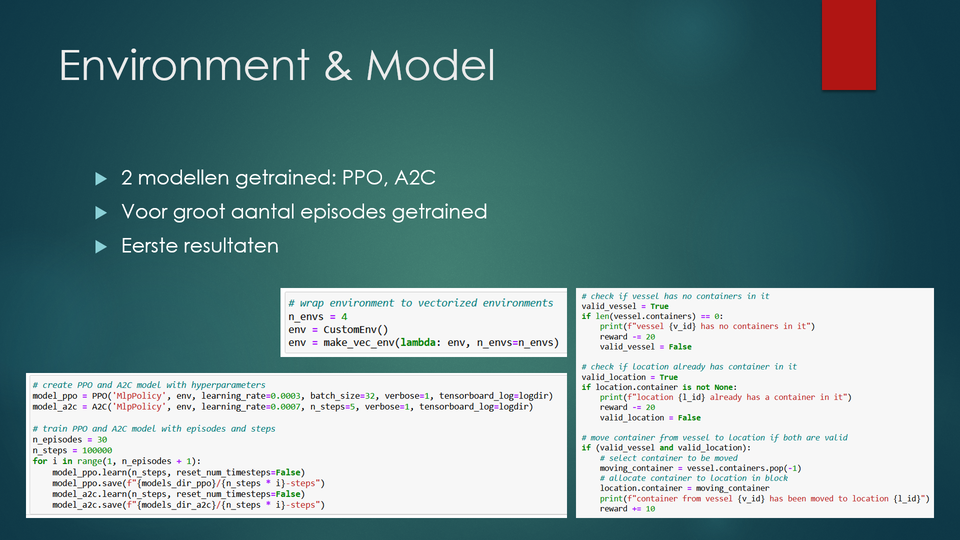 Environment & Model
2 modellen getrained: PPO, A2C
Voor groot aantal episodes getrained
Eerste resultaten
# wrap environment to vectorized environments
n_envs = 4
env = CustomEnv()
env = make_vec_env(lambda: env, n_envs=n_envs)
# create PPO and A2C model with hyperparameters
model_ppo = PPO('MlpPolicy', env, learning_rate=0.0003, batch_size=32, verbose=1, tensorboard_log=logdir)
model_a2c = A2C('MlpPolicy', env, learning_rate=0.0007, n_steps=5, verbose=1, tensorboard_log=logdir)
# train PPO and A2C model with episodes and steps
n_episodes = 30
n_steps = 100000
for i in range(1, n_episodes + 1):
    model_ppo.learn(n_steps, reset_num_timesteps=False)
    model_ppo.save(f"{models_dir_ppo}/{n_steps * i}-steps")
    model_a2c.learn(n_steps, reset_num_timesteps=False)
    model_a2c.save(f"{models_dir_a2c}/{n_steps * i}-steps")
# check if vessel has no containers in it
valid_vessel = True
if len(vessel.containers) == 0:
    print(f"vessel {v_id} has no containers in it")
    reward -= 20
    valid_vessel = False
# check if location already has container in it
valid_location = True
if location.container is not None:
    print(f"location {l_id} already has a container in it")
    reward -= 20
    valid_location = False
# move container from vessel to location if both are valid
if (valid_vessel and valid_location):
    # select container to be moved
    moving_container = vessel.containers.pop(-1)
    # allocate container to location in block
    location.container = moving_container
    print(f"container from vessel {v_id} has been moved to location {l_id}")
    reward += 10